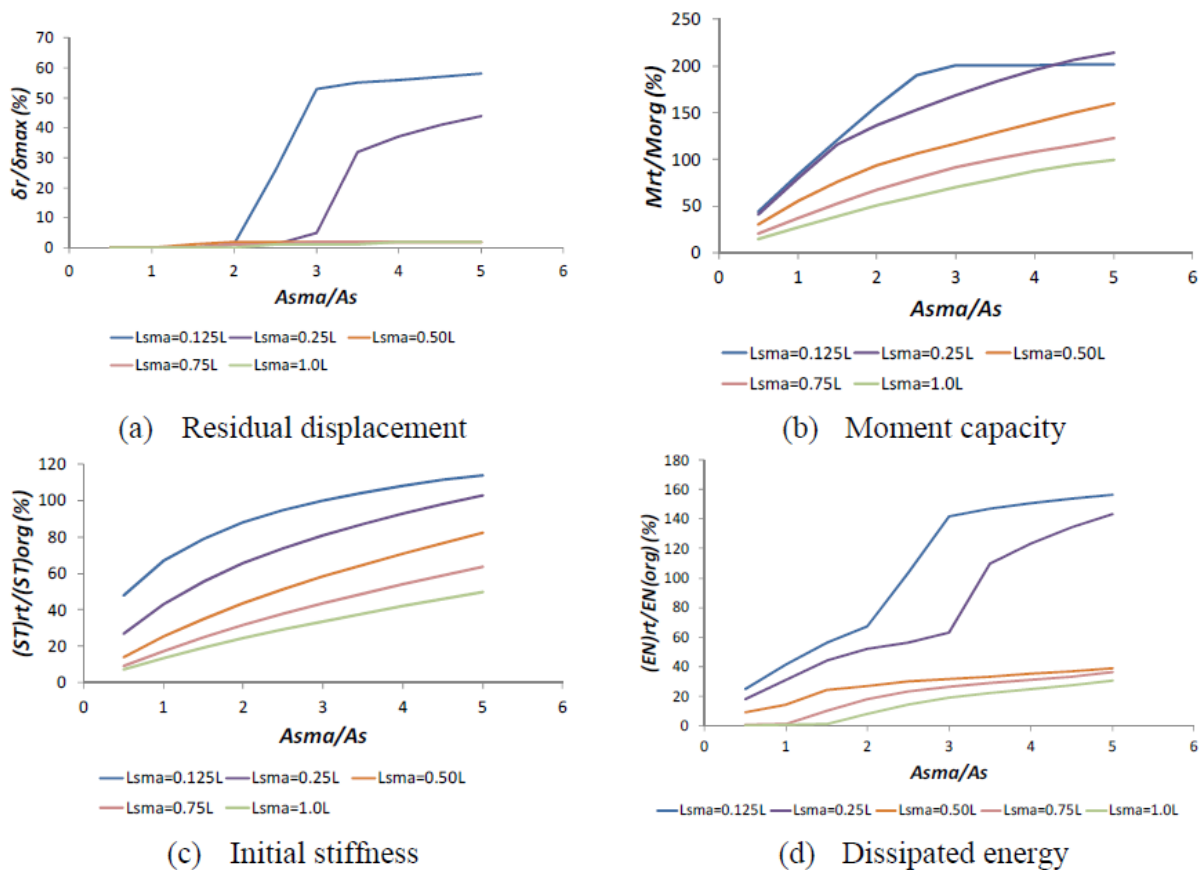 70
60
50
40
30
20
10
0
δr/δmax (%)
0 1 2 3 4 5 6
Asma/As
Lsma=0.125L Lsma=0.25L Lsma=0.50L
Lsma=0.75L Lsma=1.0L
(a) Residual displacement
250
200
150
100
50
0
Mrt/Morg (%)
0 1 2 3 4 5 6
Asma/As
Lsma=0.125L Lsma=0.25L Lsma=0.50L
Lsma=0.75L Lsma=1.0L
(b) Moment capacity
120
100
80
60
40
20
0
(ST)rt/(ST)org (%)
0 1 2 3 4 5 6
Asma/As
Lsma=0.125L Lsma=0.25L Lsma=0.50L
Lsma=0.75L Lsma=1.0L
(c) Initial stiffness
180
160
140
120
100
80
60
40
20
0
(EN)rt/EN(org) (%)
0 1 2 3 4 5 6
Asma/As
Lsma=0.125L Lsma=0.25L Lsma=0.50L Lsma=0.75L Lsma=1.0L
(d) Dissipated energy